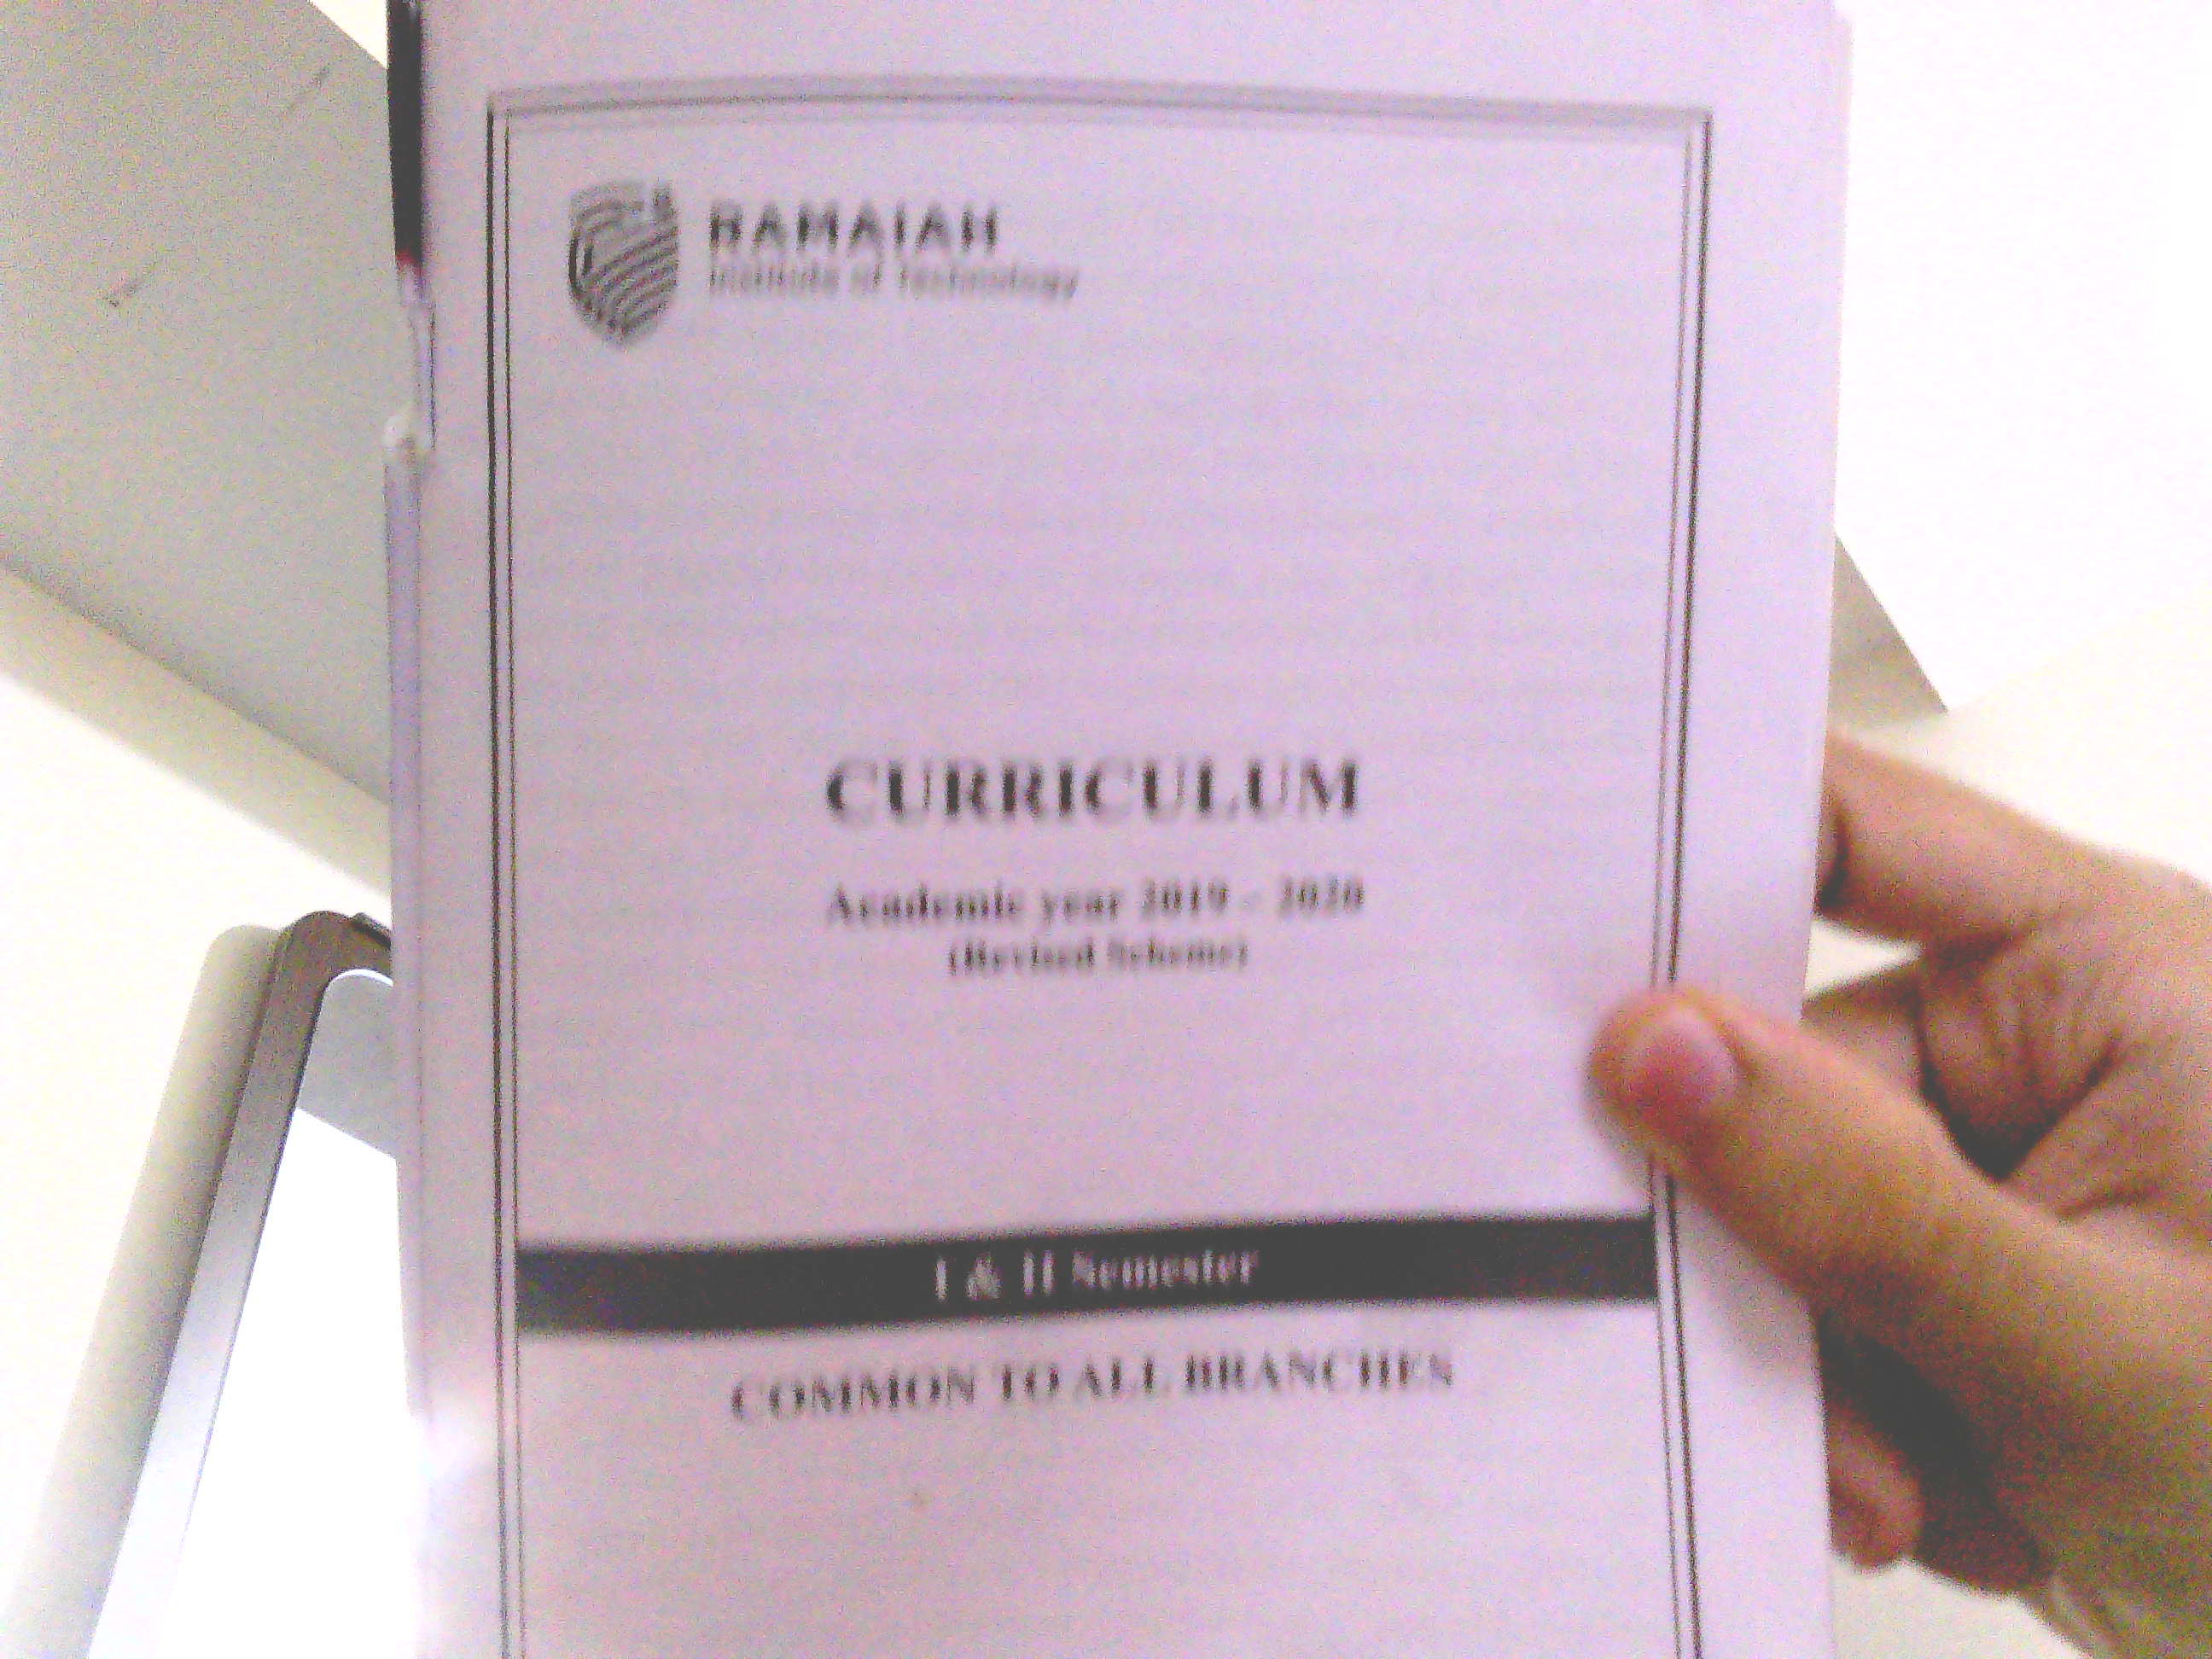 RAMAIAH
Institute of Technology
CURRICULUM
Academic year 2019 - 2020
(Revised Scheme)
I & II Semester
COMMON TO ALL BRANCHES